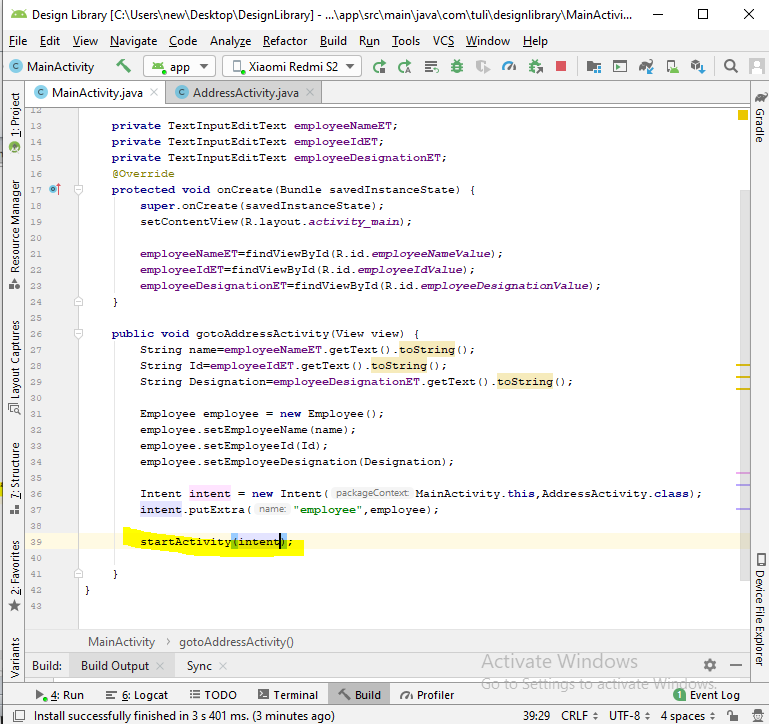 Design Library [C:\Users\new\Desktop\DesignLibrary] - ...\app\src\main\java\com\tuli\designlibrary\MainActivi...
File Edit View Navigate Code Analyze Refactor Build Run Tools VCS Window Help
MainActivity app Xiaomi Redmi S2
MainActivity.java AddressActivity.java
1: Project
Resource Manager
Layout Captures
7: Structure
2: Favorites
Variants
Gradle
Device File Explorer
12
13 private TextInputEditText employeeNameET;
14 private TextInputEditText employeeIdET;
15 private TextInputEditText employeeDesignationET;
16 @Override
17 protected void onCreate(Bundle savedInstanceState) {
18 super.onCreate(savedInstanceState);
19 setContentView(R.layout.activity_main);
20
21 employeeNameET=findViewById(R.id.employeeNameValue);
22 employeeIdET=findViewById(R.id.employeeIdValue);
23 employeeDesignationET=findViewById(R.id.employeeDesignationValue);
24 }
25
26 public void gotoAddressActivity(View view) {
27 String name=employeeNameET.getText().toString();
28 String Id=employeeIdET.getText().toString();
29 String Designation=employeeDesignationET.getText().toString();
30
31 Employee employee = new Employee();
32 employee.setEmployeeName(name);
33 employee.setEmployeeId(Id);
34 employee.setEmployeeDesignation(Designation);
35
36 Intent intent = new Intent( packageContext: MainActivity.this,AddressActivity.class);
37 intent.putExtra( name: "employee",employee);
38
39 startActivity(intent);
40
41 }
42 }
43
MainActivity › gotoAddressActivity()
Build: Build Output × Sync ×
Activate Windows
Go to Settings to activate Windows.
4: Run 6: Logcat TODO Terminal Build Profiler 1 Event Log
Install successfully finished in 3 s 401 ms. (3 minutes ago) 39:29 CRLF UTF-8 4 spaces